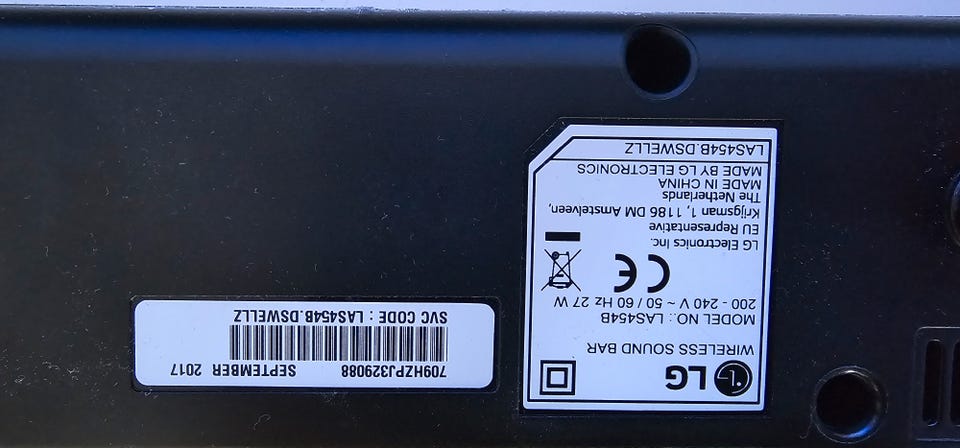 LG
WIRELESS SOUND BAR
MODEL NO. : LAS454B
200 - 240 V ~ 50 / 60 Hz 27 W
CE
LG Electronics Inc.
EU Representative
Krijgsman 1, 1186 DM Amstelveen,
The Netherlands
MADE IN CHINA
MADE BY LG ELECTRONICS
LAS454B.DSWELLZ
709HZPJ329088 SEPTEMBER 2017
SVC CODE : LAS454B.DSWELLZ